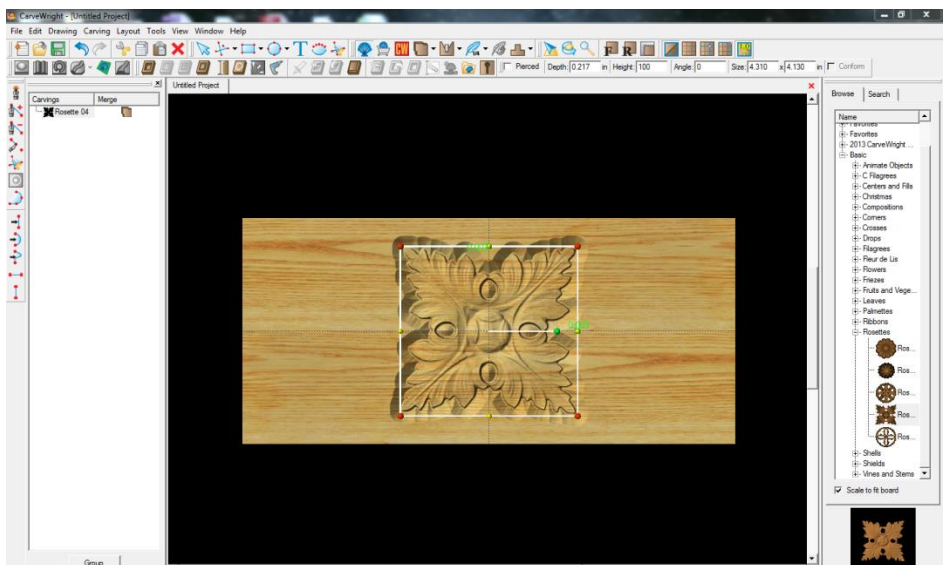 CarveWright - [Untitled Project]
File Edit Drawing Carving Layout Tools View Window Help
Pierced Depth: 0.217 in Height: 100 Angle: 0 Size: 4.310 x 4.130 in Conform
Carvings Merge
Rosette 04
Group
Untitled Project
Browse Search
Name
Favorites
Favorites
2013 CarveWright ...
Basic
Animate Objects
C Filagrees
Centers and Fills
Christmas
Compositions
Corners
Crosses
Drops
Filagrees
Fleur de Lis
Flowers
Friezes
Fruits and Vege...
Leaves
Palmettes
Ribbons
Rosettes
Ros...
Ros...
Ros...
Ros...
Ros...
Shells
Shields
Vines and Stems
Scale to fit board